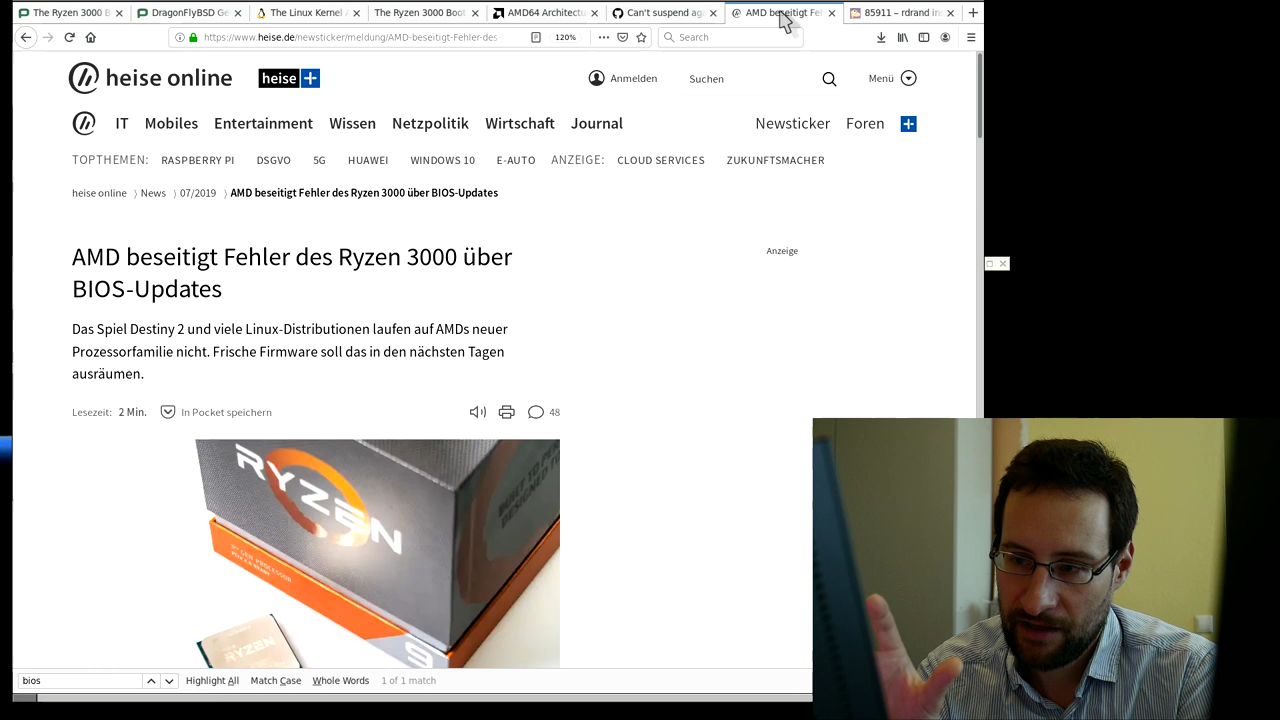 The Ryzen 3000 B
DragonFlyBSD Ge
The Linux Kernel A
The Ryzen 3000 Boot
AMD64 Architectu
Can't suspend aga
AMD beseitigt Feh
85911 – rdrand in
https://www.heise.de/newsticker/meldung/AMD-beseitigt-Fehler-des
120%
Search
heise online
heise +
Anmelden
Suchen
Menü
IT Mobiles Entertainment Wissen Netzpolitik Wirtschaft Journal
Newsticker Foren +
TOPTHEMEN: RASPBERRY PI DSGVO 5G HUAWEI WINDOWS 10 E-AUTO ANZEIGE: CLOUD SERVICES ZUKUNFTSMACHER
heise online 〉News 〉07/2019 〉AMD beseitigt Fehler des Ryzen 3000 über BIOS-Updates
AMD beseitigt Fehler des Ryzen 3000 über
BIOS-Updates
Anzeige
Das Spiel Destiny 2 und viele Linux-Distributionen laufen auf AMDs neuer
Prozessorfamilie nicht. Frische Firmware soll das in den nächsten Tagen
ausräumen.
Lesezeit: 2 Min. In Pocket speichern 48
RYZEN
RYZEN
9
bios
Highlight All Match Case Whole Words 1 of 1 match